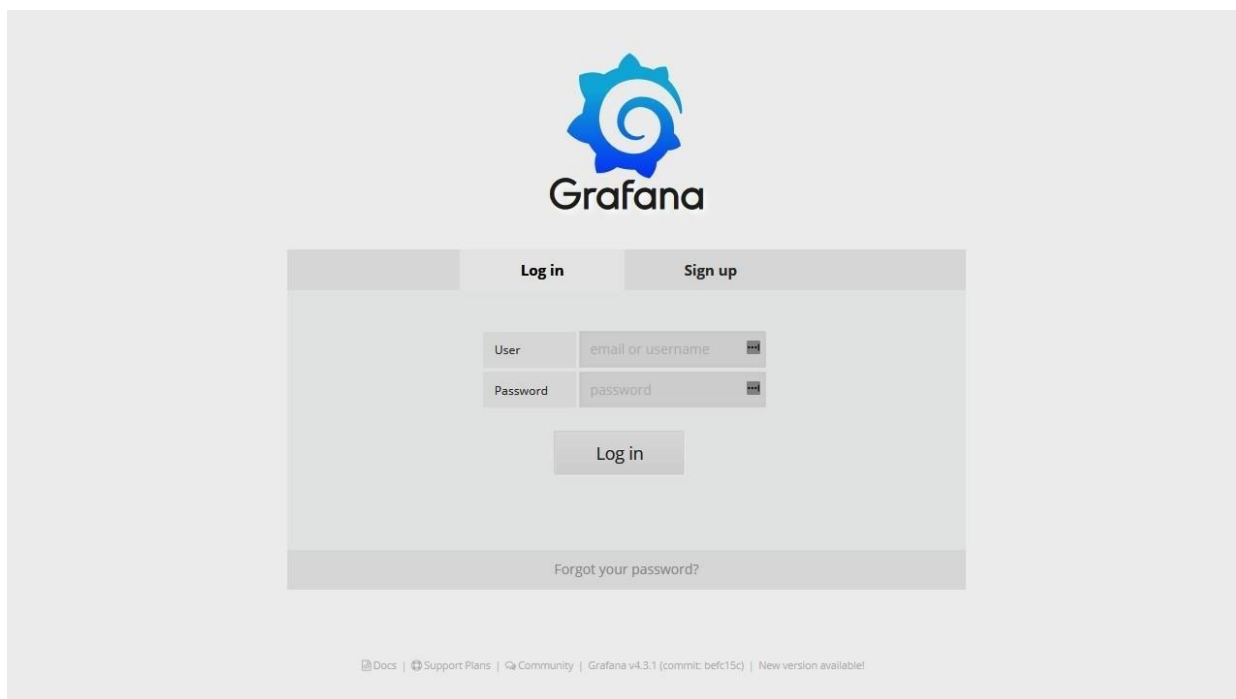 Grafana
Log in Sign up
User email or username
Password password
Log in
Forgot your password?
Docs | Support Plans | Community | Grafana v4.3.1 (commit: befc15c) | New version available!